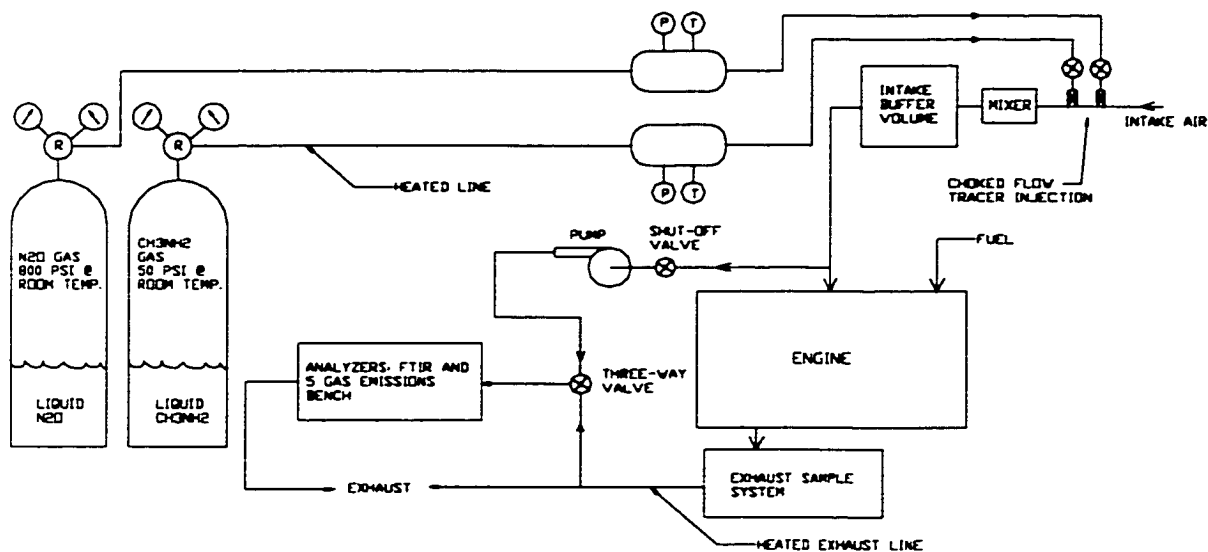 P T
R
R
N2O GAS
800 PSI @
ROOM TEMP.
LIQUID
N2O
CH3NH2
GAS
50 PSI @
ROOM TEMP.
LIQUID
CH3NH2
HEATED LINE
P T
INTAKE
BUFFER
VOLUME
MIXER
INTAKE AIR
CHOKED FLOW
TRACER INJECTION
PUMP
SHUT-OFF
VALVE
FUEL
ENGINE
ANALYZERS, FTIR AND
5 GAS EMISSIONS
BENCH
THREE-WAY
VALVE
EXHAUST
EXHAUST SAMPLE
SYSTEM
HEATED EXHAUST LINE